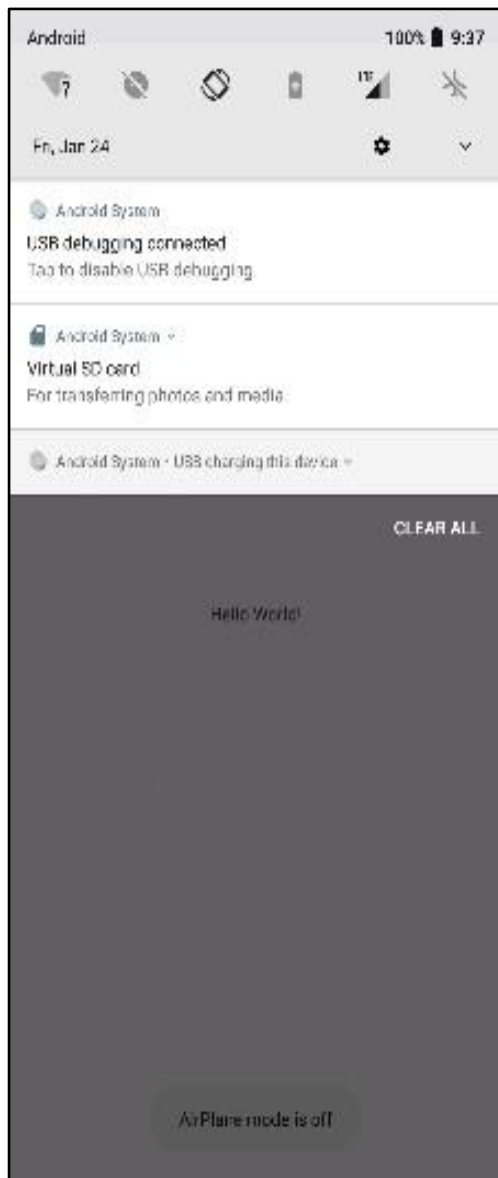 Android 100% 9:37
? LTE
Fri, Jan 24
Android System
USB debugging connected
Tap to disable USB debugging
Android System
Virtual SD card
For transferring photos and media
Android System • USB charging this device
CLEAR ALL
Hello World!
AirPlane mode is off